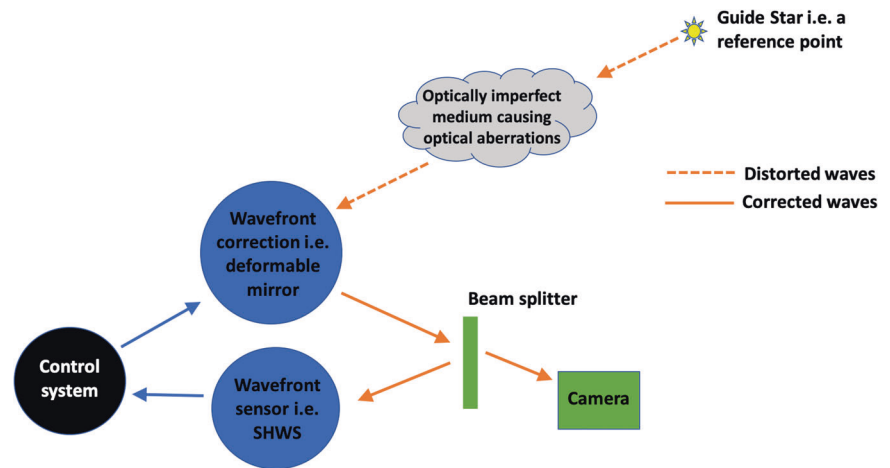 Guide Star i.e. a
reference point
Optically imperfect
medium causing
optical aberrations
Distorted waves
Corrected waves
Wavefront
correction i.e.
deformable
mirror
Beam splitter
Control
system
Wavefront
sensor i.e.
SHWS
Camera